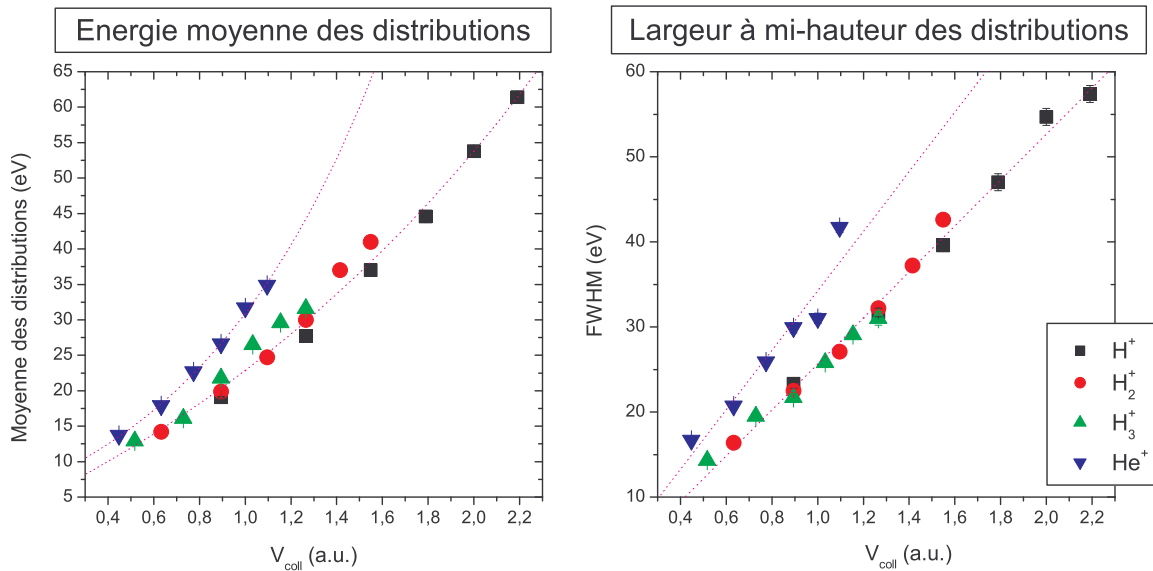 Energie moyenne des distributions
Largeur à mi-hauteur des distributions
Moyenne des distributions (eV)
65
60
55
50
45
40
35
30
25
20
15
10
5
0,4 0,6 0,8 1,0 1,2 1,4 1,6 1,8 2,0 2,2
V_coll (a.u.)
FWHM (eV)
60
50
40
30
20
10
0,4 0,6 0,8 1,0 1,2 1,4 1,6 1,8 2,0 2,2
V_coll (a.u.)
H⁺
H₂⁺
H₃⁺
He⁺